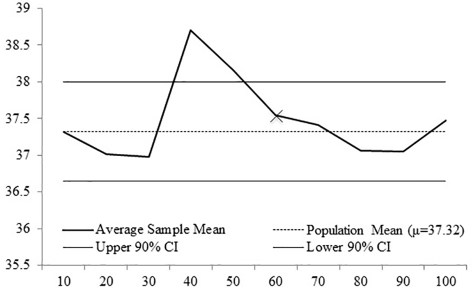 39
38.5
38
37.5
37
36.5
36
35.5
Average Sample Mean
Population Mean (µ=37.32)
Upper 90% CI
Lower 90% CI
10 20 30 40 50 60 70 80 90 100